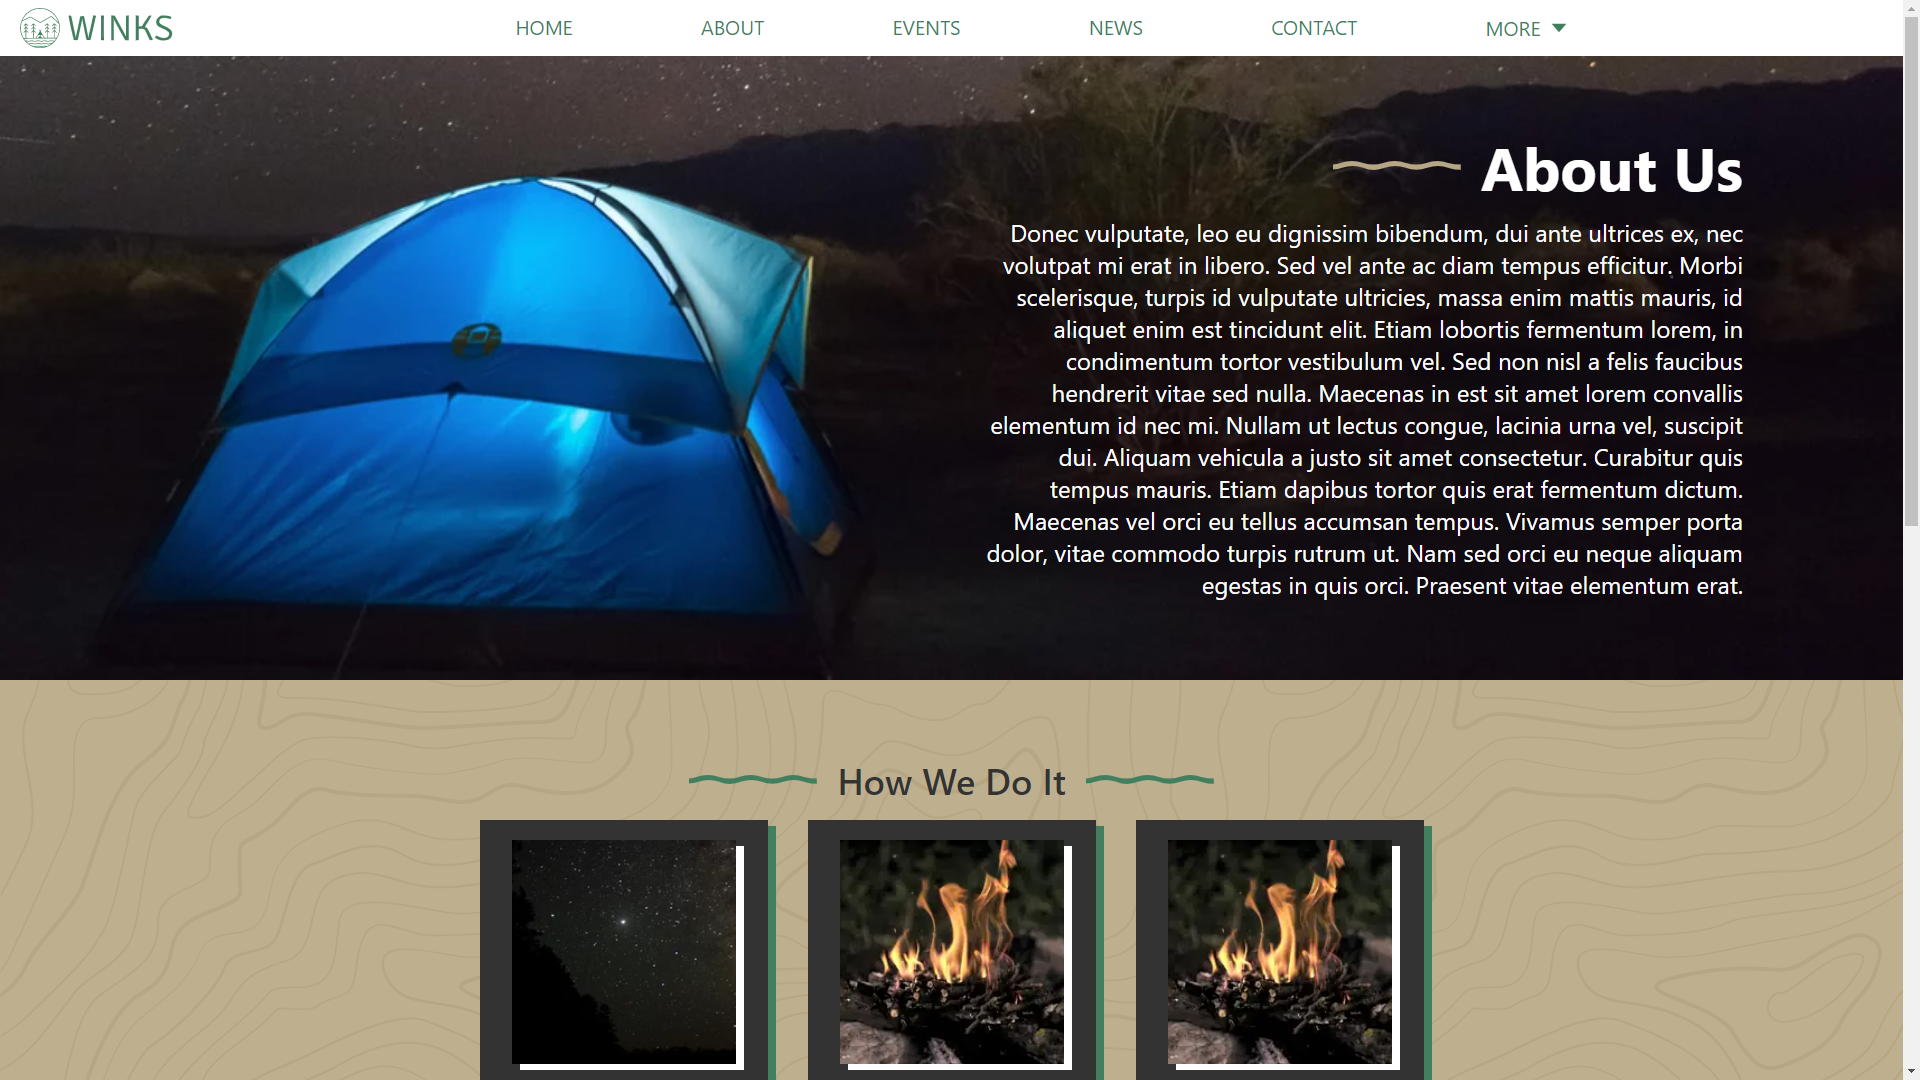 WINKS
HOME
ABOUT
EVENTS
NEWS
CONTACT
MORE
About Us
Donec vulputate, leo eu dignissim bibendum, dui ante ultrices ex, nec
volutpat mi erat in libero. Sed vel ante ac diam tempus efficitur. Morbi
scelerisque, turpis id vulputate ultricies, massa enim mattis mauris, id
aliquet enim est tincidunt elit. Etiam lobortis fermentum lorem, in
condimentum tortor vestibulum vel. Sed non nisl a felis faucibus
hendrerit vitae sed nulla. Maecenas in est sit amet lorem convallis
elementum id nec mi. Nullam ut lectus congue, lacinia urna vel, suscipit
dui. Aliquam vehicula a justo sit amet consectetur. Curabitur quis
tempus mauris. Etiam dapibus tortor quis erat fermentum dictum.
Maecenas vel orci eu tellus accumsan tempus. Vivamus semper porta
dolor, vitae commodo turpis rutrum ut. Nam sed orci eu neque aliquam
egestas in quis orci. Praesent vitae elementum erat.
How We Do It